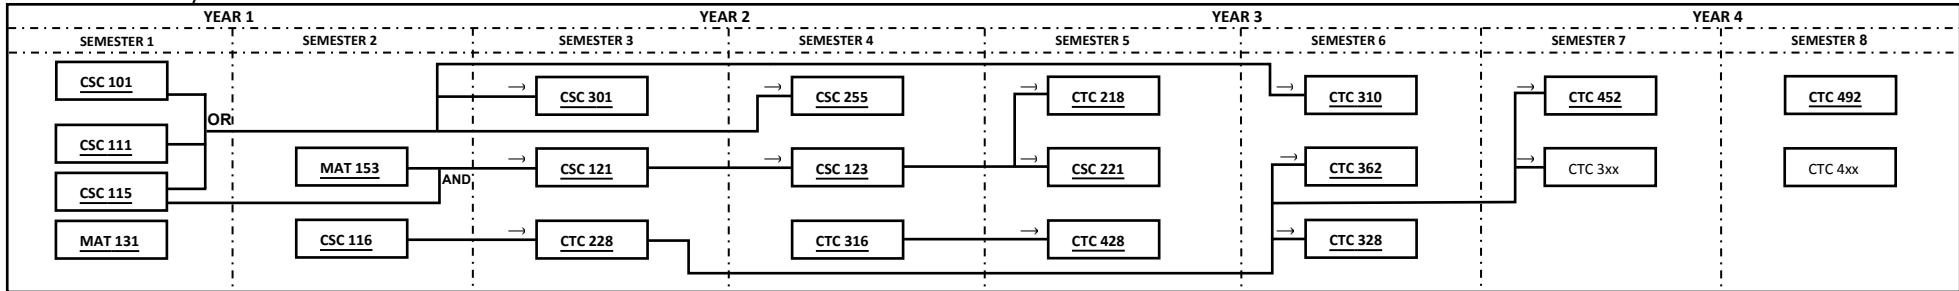 YEAR 1 YEAR 2 YEAR 3 YEAR 4
SEMESTER 1 SEMESTER 2 SEMESTER 3 SEMESTER 4 SEMESTER 5 SEMESTER 6 SEMESTER 7 SEMESTER 8
CSC 101 CSC 301 CSC 255 CTC 218 CTC 310 CTC 452 CTC 492
OR
CSC 111
MAT 153 CSC 121 CSC 123 CSC 221 CTC 362 CTC 3xx CTC 4xx
AND
CSC 115
MAT 131 CSC 116 CTC 228 CTC 316 CTC 428 CTC 328